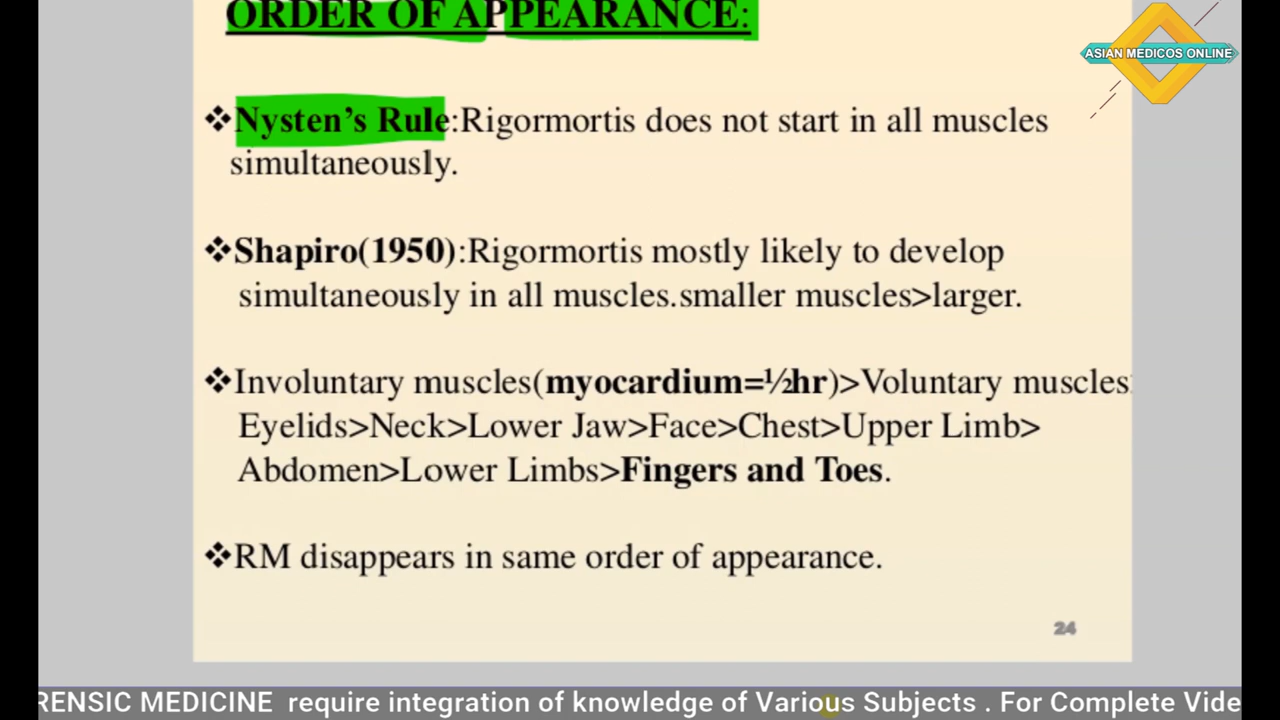 ORDER OF APPEARANCE:
ASIAN MEDICOS ONLINE
❖Nysten’s Rule:Rigormortis does not start in all muscles
simultaneously.
❖Shapiro(1950):Rigormortis mostly likely to develop
simultaneously in all muscles.smaller muscles>larger.
❖Involuntary muscles(myocardium=½hr)>Voluntary muscles:
Eyelids>Neck>Lower Jaw>Face>Chest>Upper Limb>
Abdomen>Lower Limbs>Fingers and Toes.
❖RM disappears in same order of appearance.
24
RENSIC MEDICINE require integration of knowledge of Various Subjects . For Complete Vide